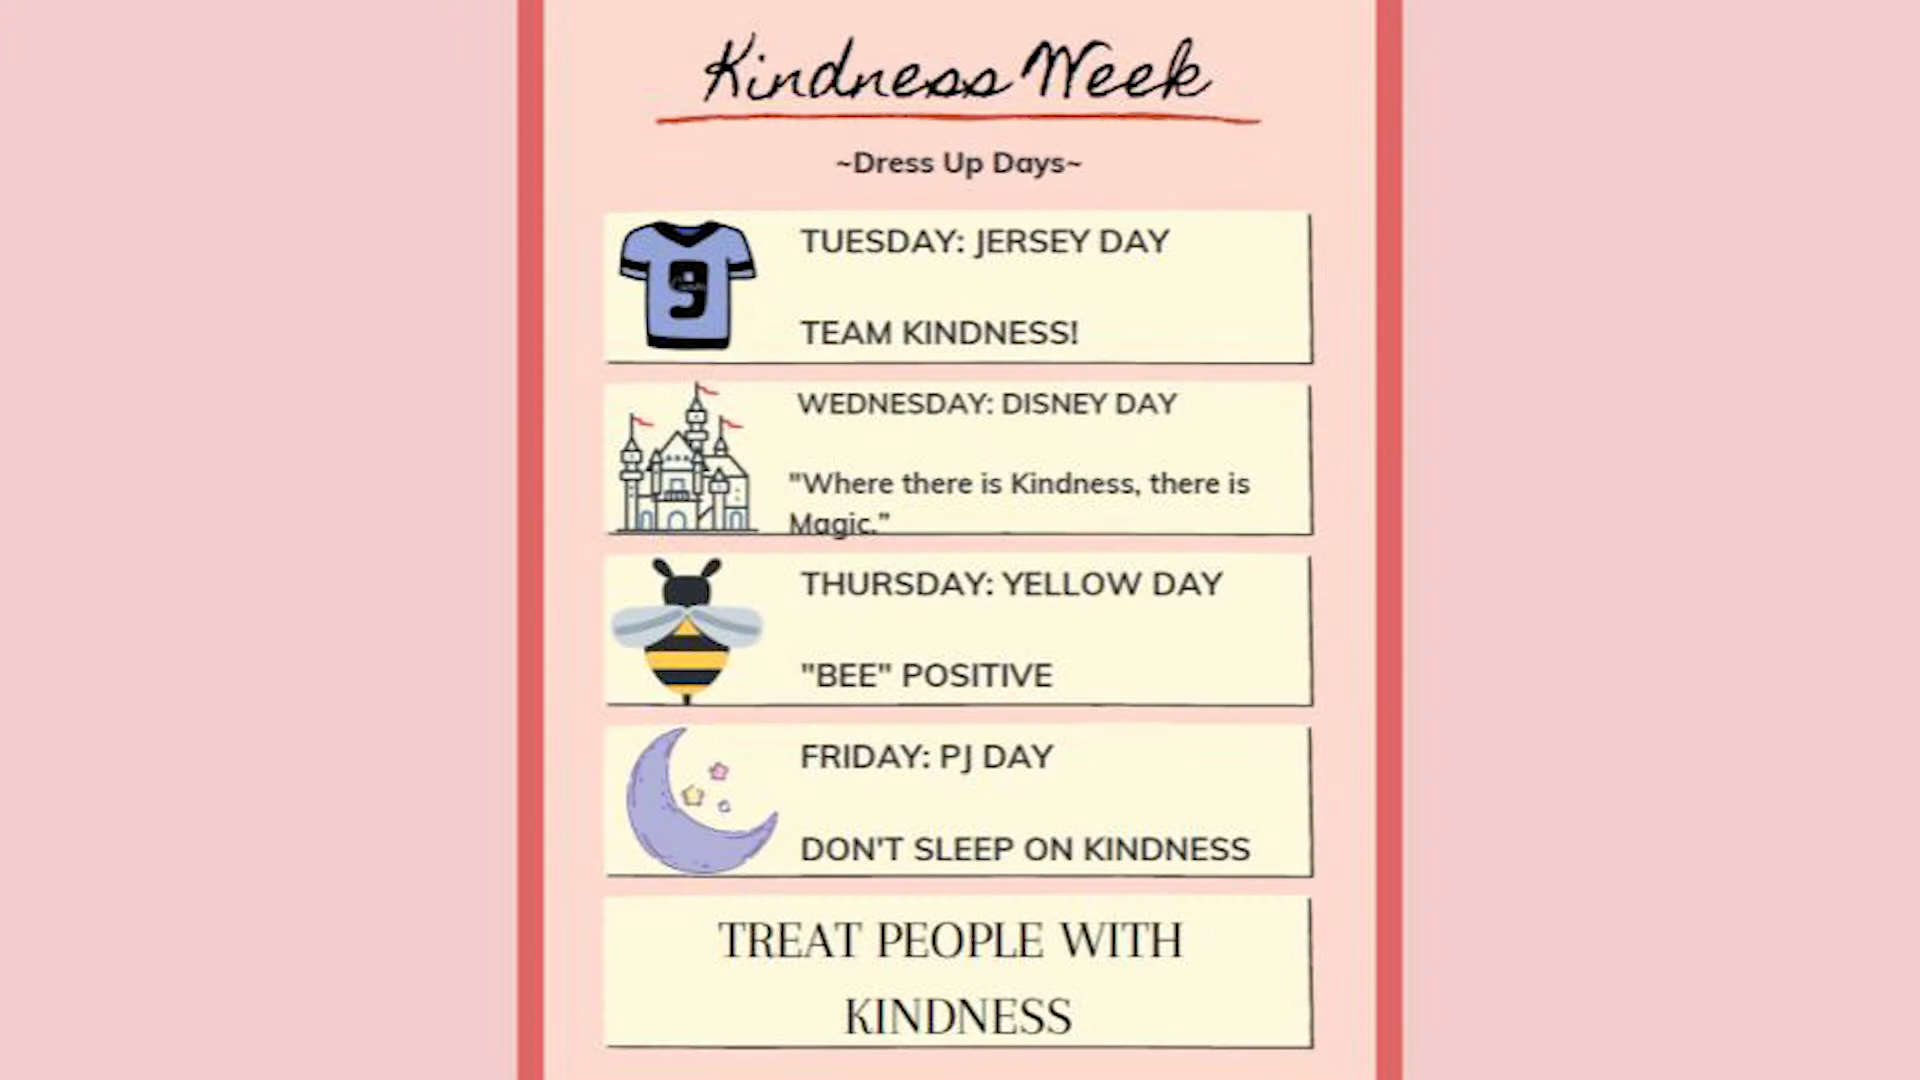 Kindness Week
~Dress Up Days~
TUESDAY: JERSEY DAY
9
TEAM KINDNESS!
WEDNESDAY: DISNEY DAY
"Where there is Kindness, there is
Magic."
THURSDAY: YELLOW DAY
"BEE" POSITIVE
FRIDAY: PJ DAY
DON'T SLEEP ON KINDNESS
TREAT PEOPLE WITH
KINDNESS